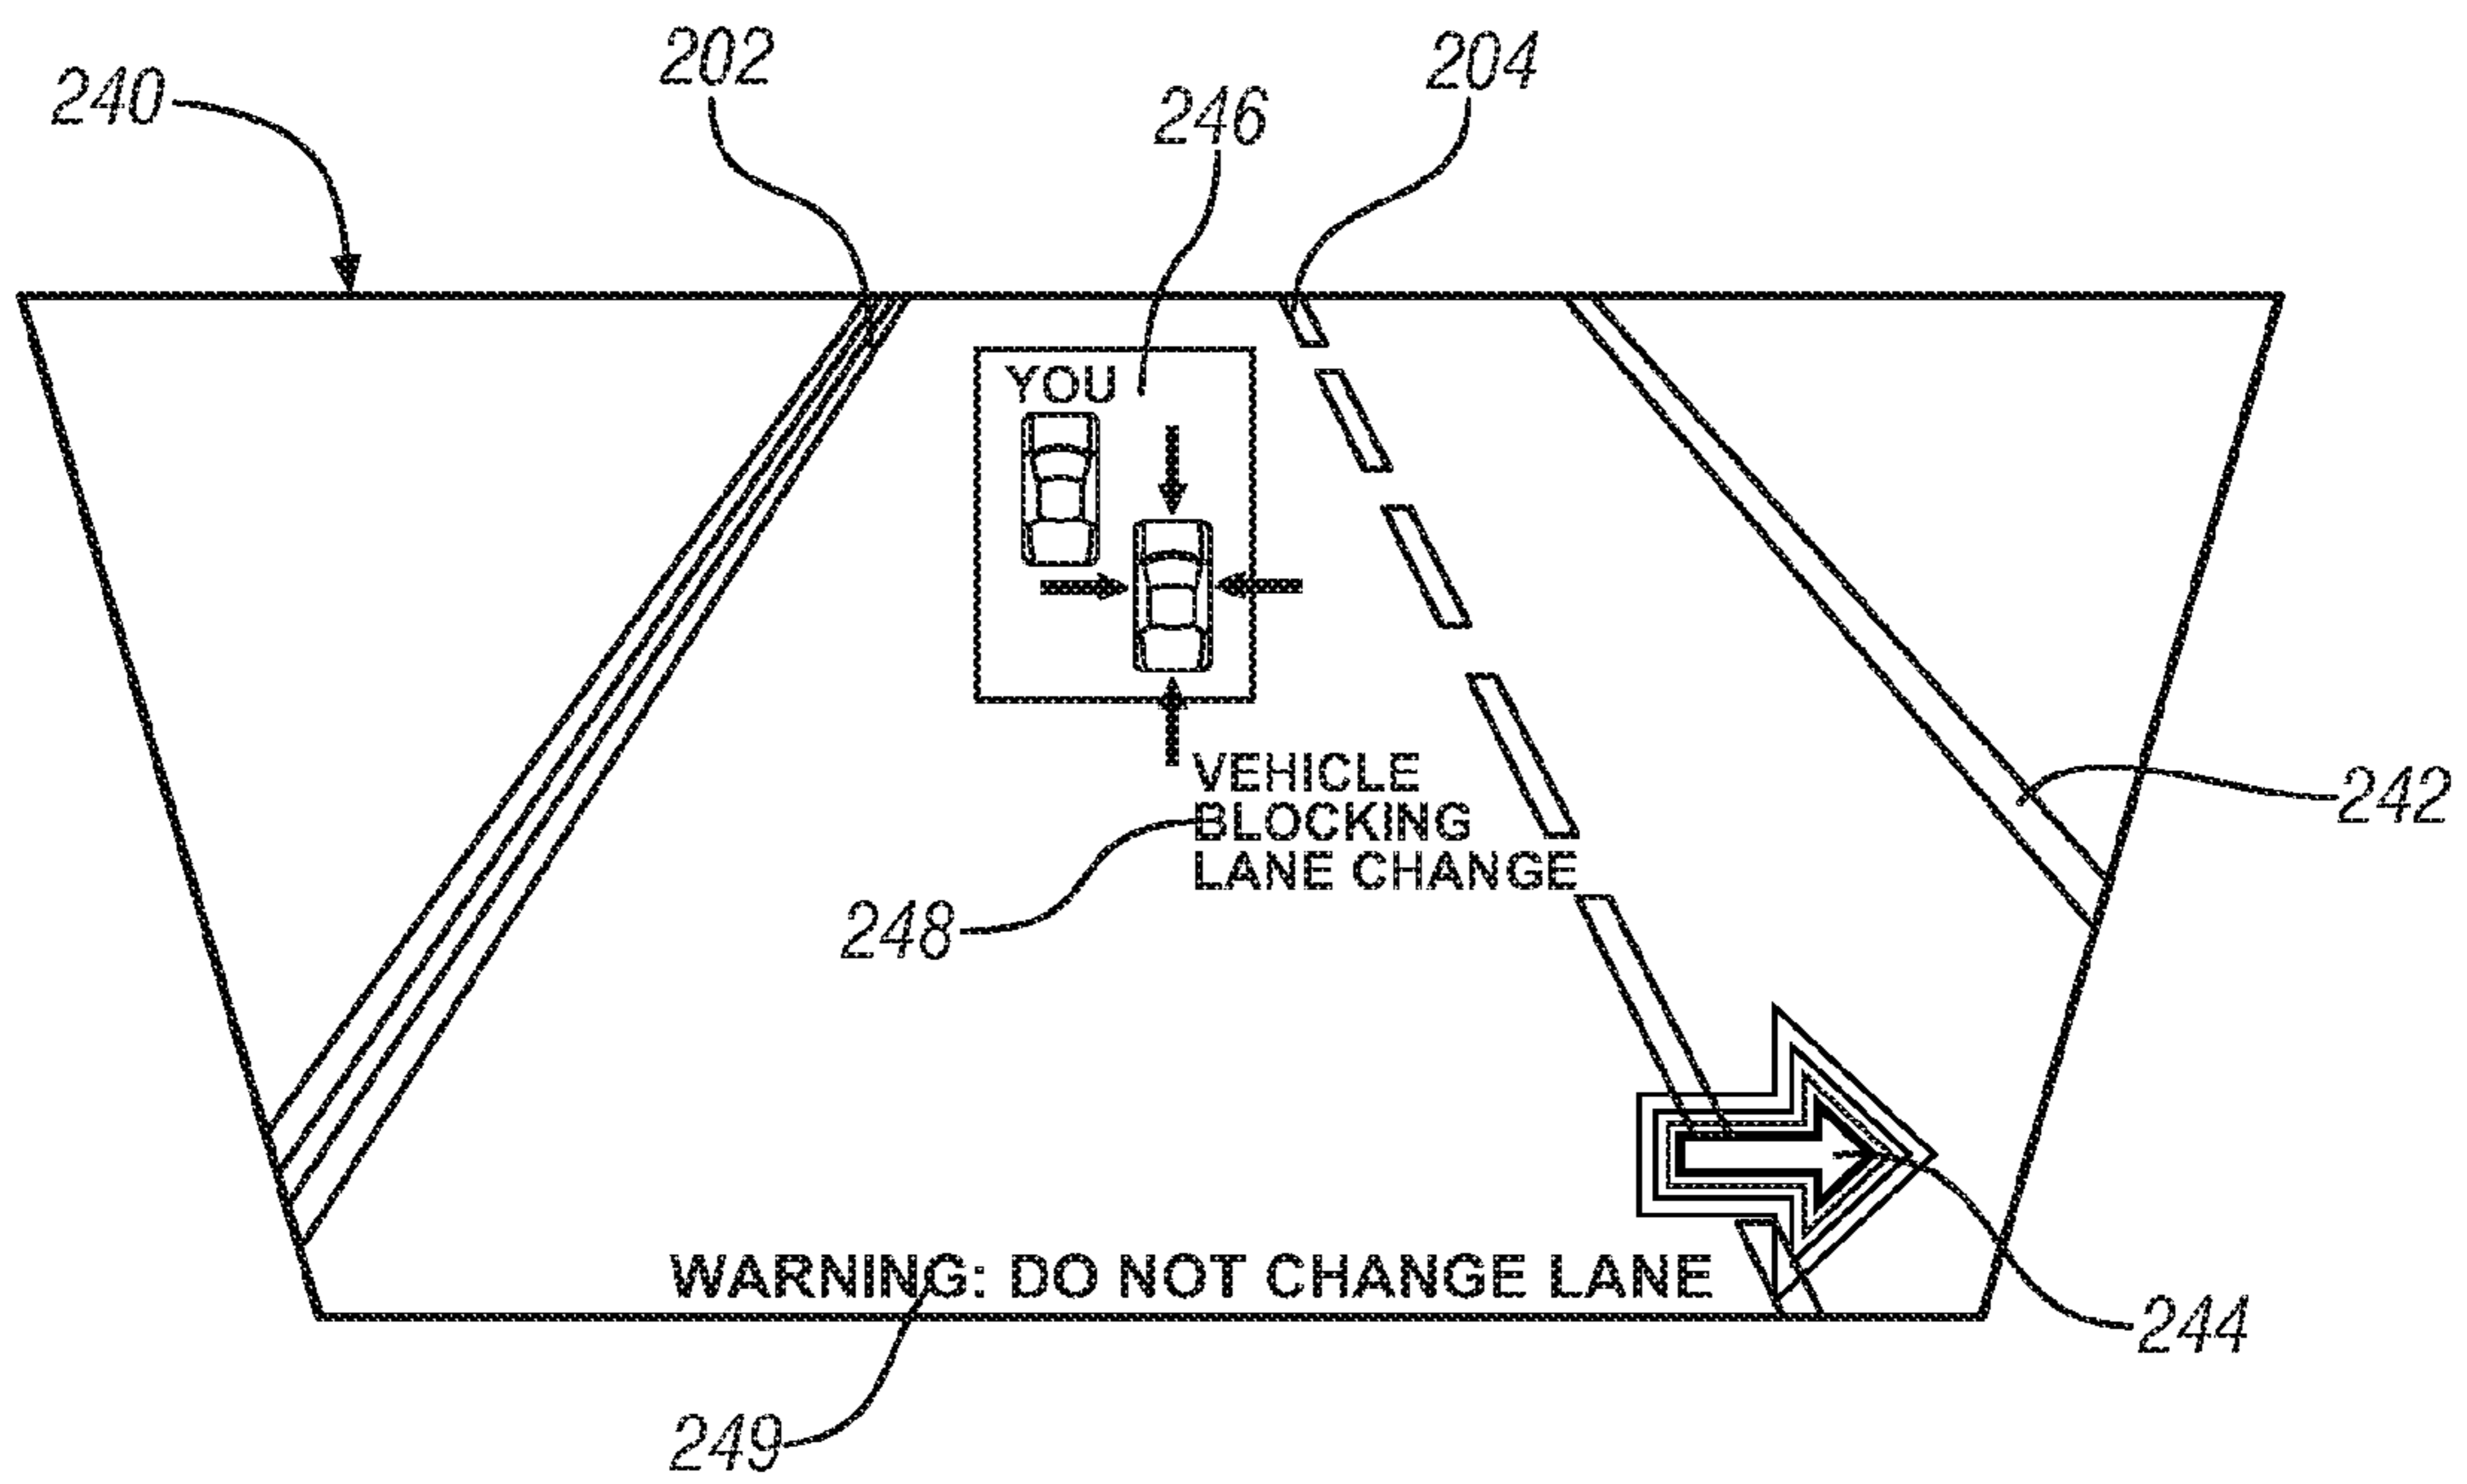 202
204
240
246
YOU
VEHICLE
BLOCKING
LANE CHANGE
242
248
WARNING: DO NOT CHANGE LANE
244
249